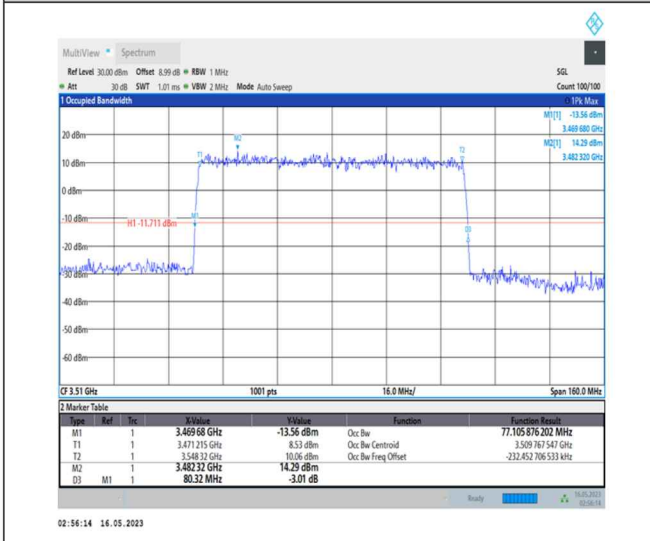 MultiView Spectrum
Ref Level 30.00 dBm Offset 8.99 dB RBW 1 MHz SGL
Att 30 dB SWT 1.01 ms VBW 2 MHz Mode Auto Sweep Count 100/100
1 Occupied Bandwidth 1Pk Max
M1[1] -13.56 dBm
3.469 680 GHz
M2[1] 14.29 dBm
3.482 320 GHz
20 dBm
M2
T1
T2
10 dBm
0 dBm
-10 dBm
M1
H1 -11.711 dBm
D3
-20 dBm
-30 dBm
-40 dBm
-50 dBm
-60 dBm
CF 3.51 GHz 1001 pts 16.0 MHz/ Span 160.0 MHz
2 Marker Table
Type Ref Trc X-Value Y-Value Function Function Result
M1 1 3.469 68 GHz -13.56 dBm Occ Bw 77.105 876 202 MHz
T1 1 3.471 215 GHz 8.53 dBm Occ Bw Centroid 3.509 767 547 GHz
T2 1 3.548 32 GHz 10.06 dBm Occ Bw Freq Offset -232.452 706 533 kHz
M2 1 3.482 32 GHz 14.29 dBm
D3 M1 1 80.32 MHz -3.01 dB
Ready 16.05.2023
02:56:14
02:56:14 16.05.2023